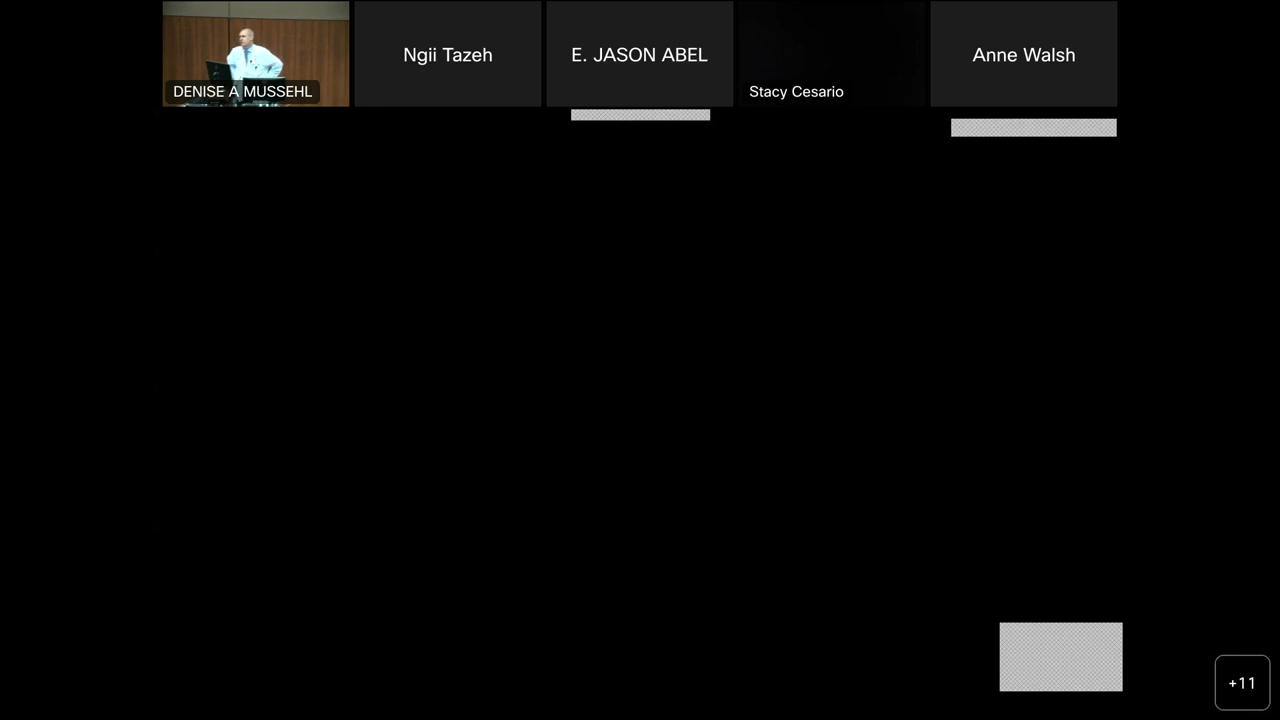 DENISE A MUSSEHL
Ngii Tazeh
E. JASON ABEL
Stacy Cesario
Anne Walsh
+11